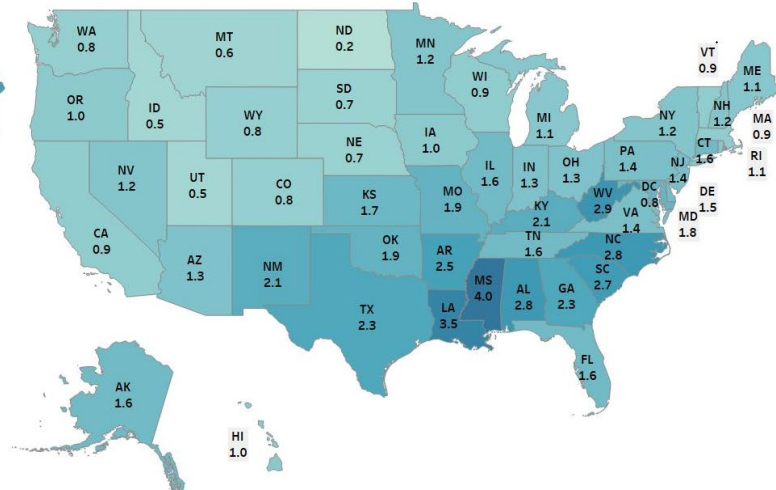 WA
0.8
MT
0.6
ND
0.2
MN
1.2
VT
0.9
ME
1.1
OR
1.0
ID
0.5
WY
0.8
SD
0.7
WI
0.9
MI
1.1
NY
1.2
NH
1.2
MA
0.9
NV
1.2
UT
0.5
CO
0.8
NE
0.7
IA
1.0
IL
1.6
IN
1.3
OH
1.3
PA
1.4
NJ
1.4
CT
1.6
RI
1.1
CA
0.9
AZ
1.3
NM
2.1
KS
1.7
OK
1.9
MO
1.9
KY
2.1
WV
2.9
VA
1.4
DC
0.8
DE
1.5
MD
1.8
TX
2.3
AR
2.5
LA
3.5
MS
4.0
TN
1.6
AL
2.8
GA
2.3
NC
2.8
SC
2.7
FL
1.6
AK
1.6
HI
1.0